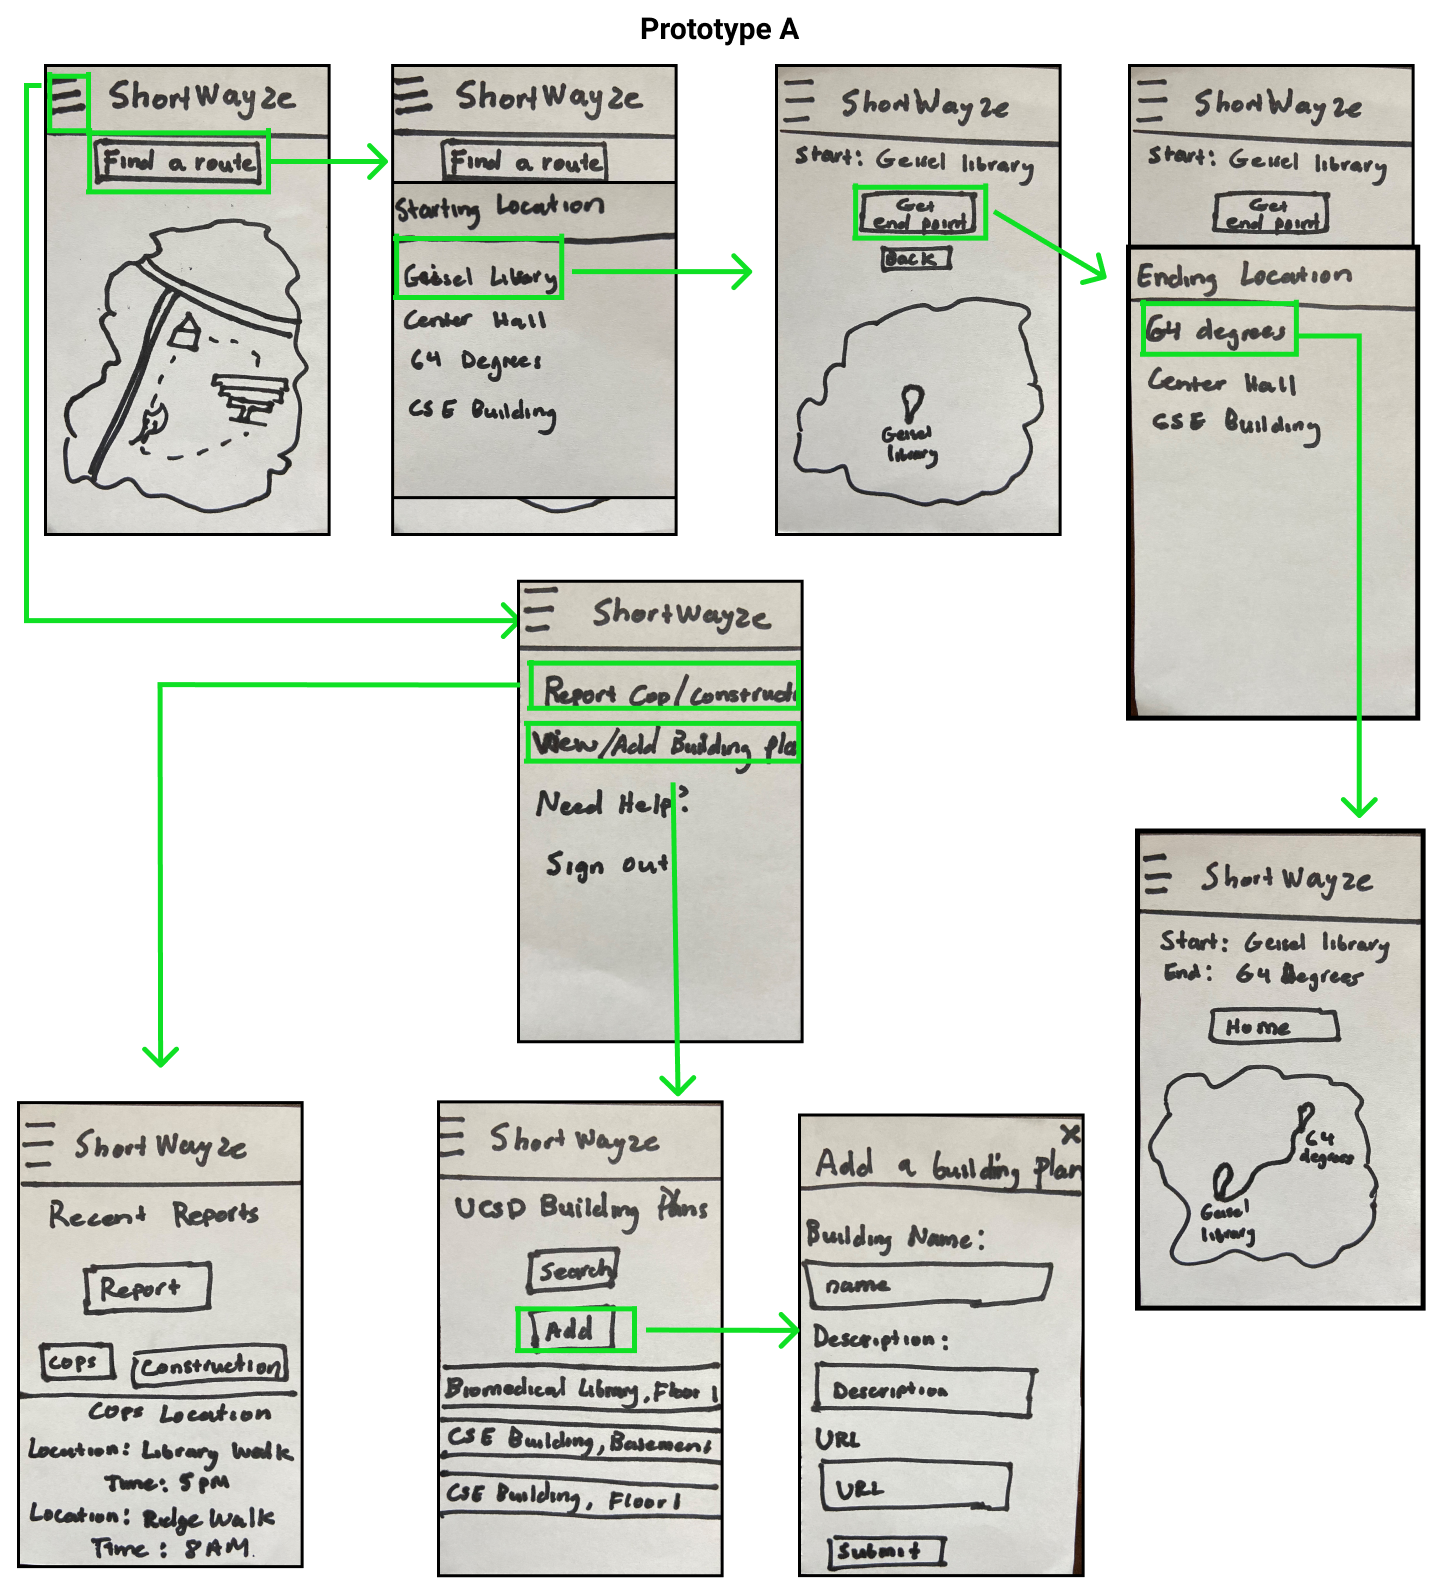 Prototype A
ShortWayze
Find a route
ShortWayze
Find a route
Starting Location
Geisel Library
Center Hall
64 Degrees
CSE Building
ShortWayze
Start: Geisel library
Get
end point
Back
Geisel
library
ShortWayze
Start: Geisel library
Get
end point
Ending Location
64 degrees
Center Hall
CSE Building
ShortWayze
Report Cop/Constructi
View/Add Building pla
Need Help?
Sign out
ShortWayze
Start: Geisel library
End: 64 Degrees
Home
64
degrees
Geisel
library
ShortWayze
Recent Reports
Report
Cops
Construction
Cops Location
Location: Library Walk
Time: 5 pm
Location: Ridge Walk
Time: 8 AM.
ShortWayze
UCSD Building Plans
Search
Add
Biomedical Library, Floor 1
CSE Building, Basement
CSE Building, Floor 1
X
Add a building plan
Building Name:
name
Description:
Description
URL
URL
Submit